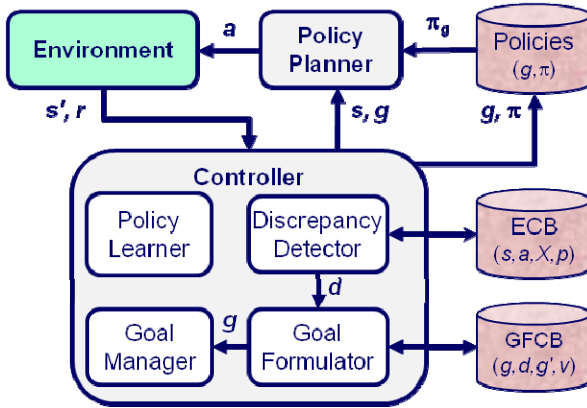 Environment
a
Policy
Planner
π_g
Policies
(g,π)
s', r
s, g
g, π
Controller
Policy
Learner
Discrepancy
Detector
ECB
(s,a,X,p)
d
Goal
Manager
g
Goal
Formulator
GFCB
(g,d,g',v)